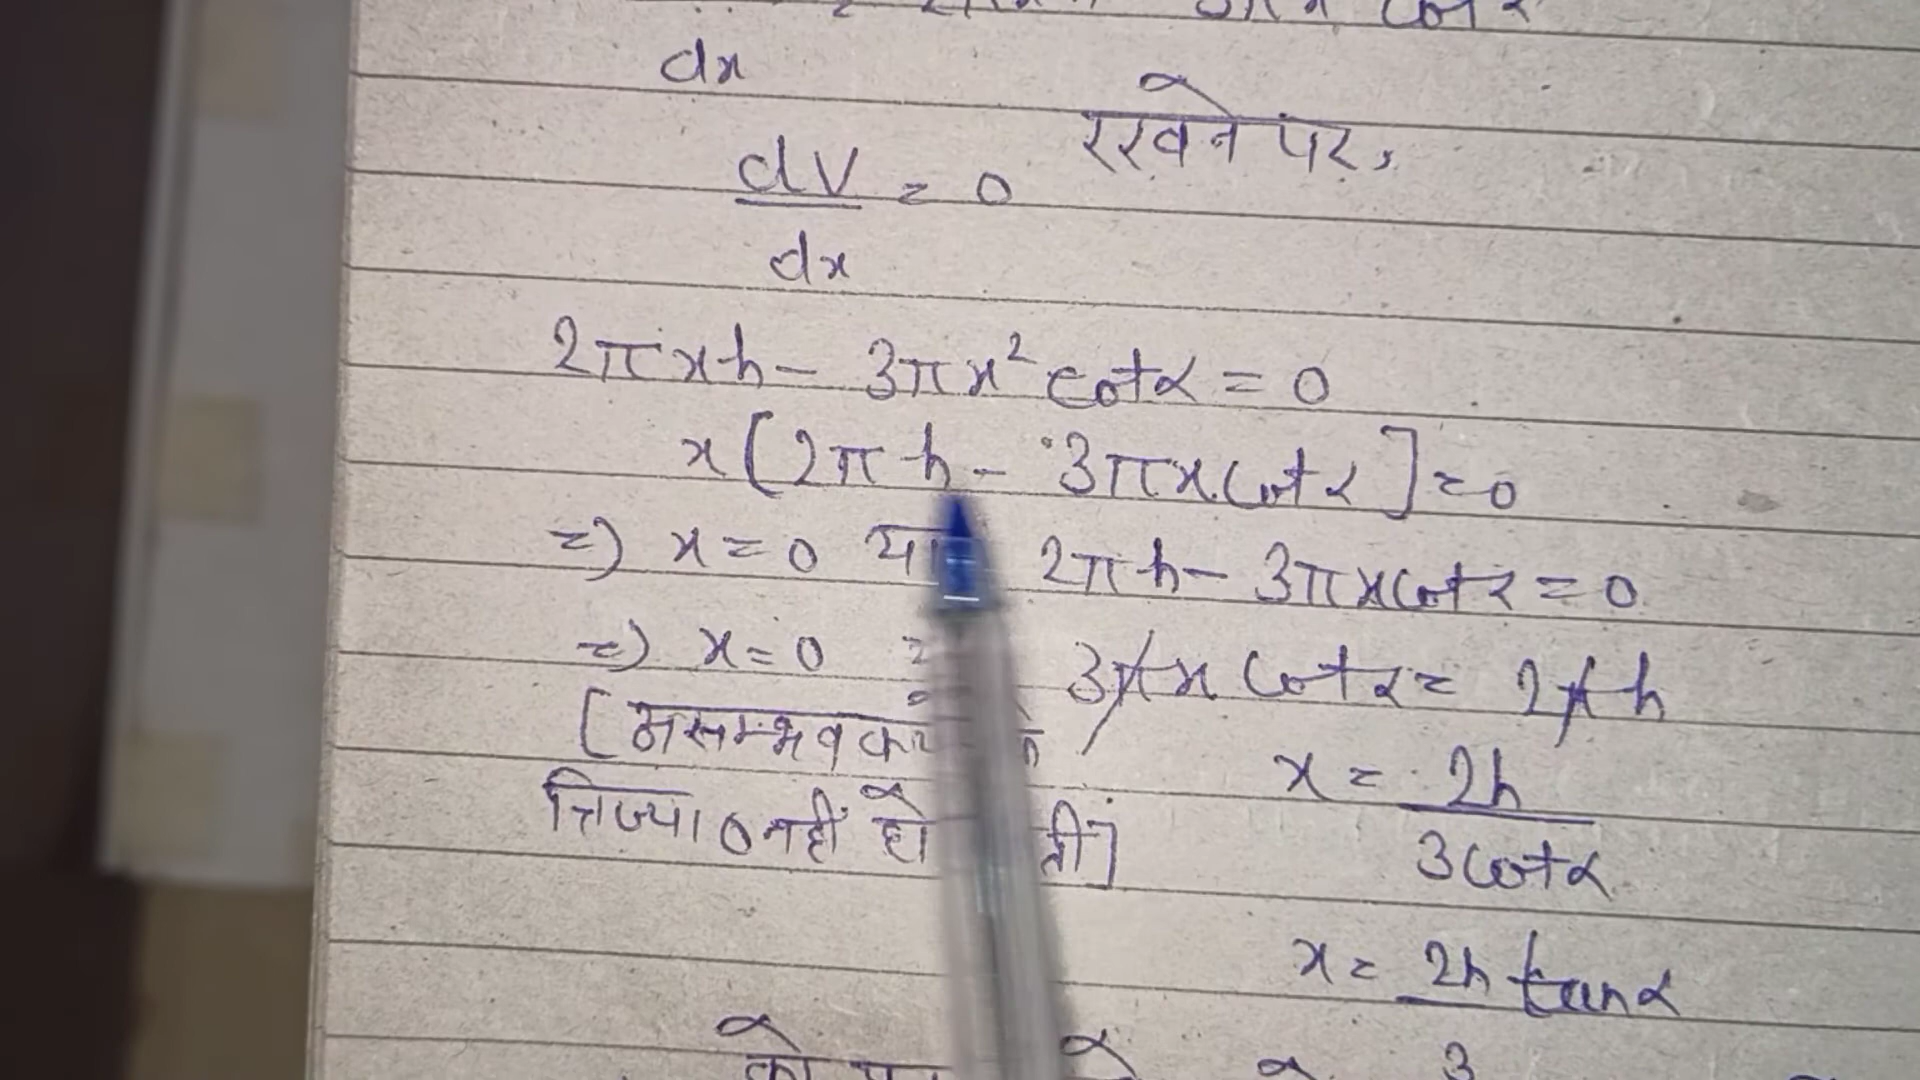 dx
dV/dx = 0 रखने पर,
2πxh - 3πx² cotα = 0
x[2πh - 3πx cotα] = 0
=) x = 0 या 2πh - 3πx cotα = 0
=) x = 0 3πx cotα = 2πh
[असम्भव
x = 2h/3cotα
त्रिज्या 0 नहीं
x = 2h tanα
3